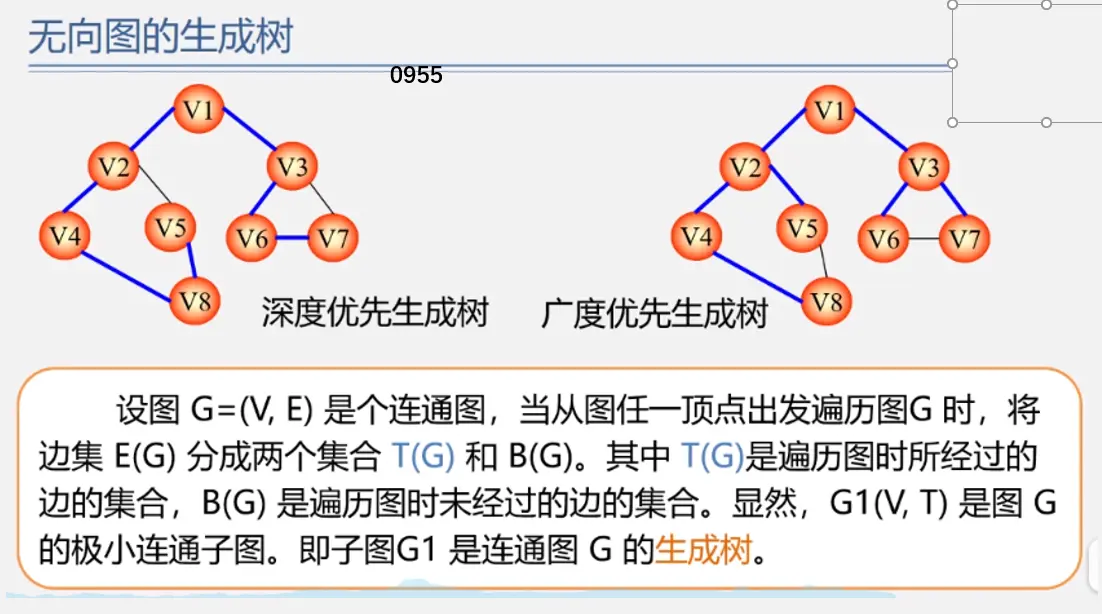 无向图的生成树
0955
V1
V2
V3
V4
V5
V6
V7
V8
深度优先生成树
V1
V2
V3
V4
V5
V6
V7
V8
广度优先生成树
设图 G=(V, E) 是个连通图，当从图任一顶点出发遍历图G 时，将
边集 E(G) 分成两个集合 T(G) 和 B(G)。其中 T(G)是遍历图时所经过的
边的集合，B(G) 是遍历图时未经过的边的集合。显然，G1(V, T) 是图 G
的极小连通子图。即子图G1 是连通图 G 的生成树。